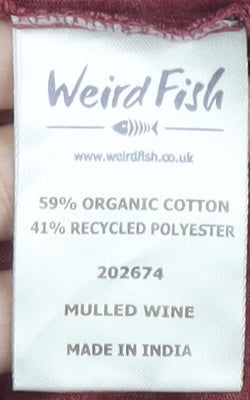 Weird Fish
www.weirdfish.co.uk
59% ORGANIC COTTON
41% RECYCLED POLYESTER
202674
MULLED WINE
MADE IN INDIA